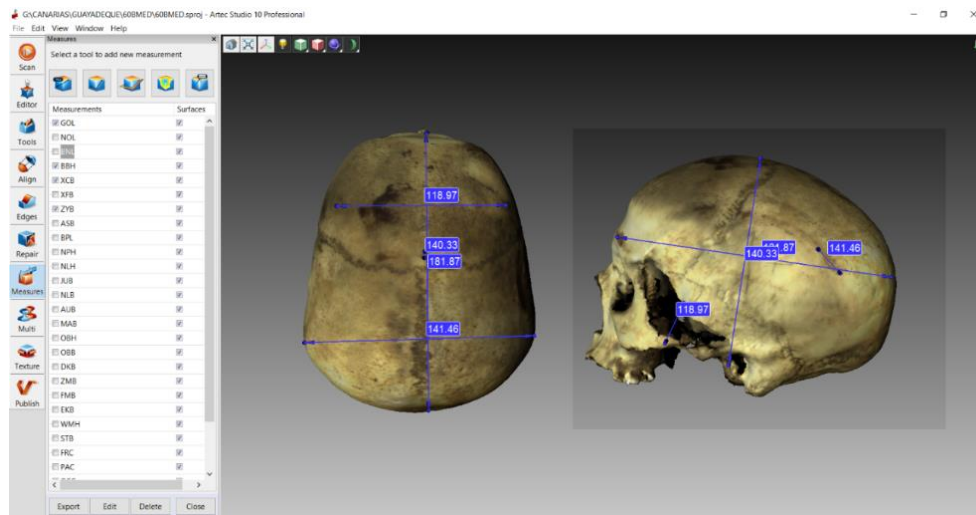 G:\CANARIAS\GUAYADEQUE\60BMED\60BMED.sproj - Artec Studio 10 Professional
File Edit View Window Help
Measures
Select a tool to add new measurement
Measurements Surfaces
GOL
NOL
BBH
XCB
XFB
ZYB
ASB
BPL
NPH
NLH
JUB
NLB
AUB
MAB
OBH
OBB
DKB
ZMB
FMB
EKB
WMH
STB
FRC
PAC
Export Edit Delete Close
Scan
Editor
Tools
Align
Edges
Repair
Measures
Multi
Texture
Publish
118.97
140.33
181.87
141.46
141.46
140.33
118.97